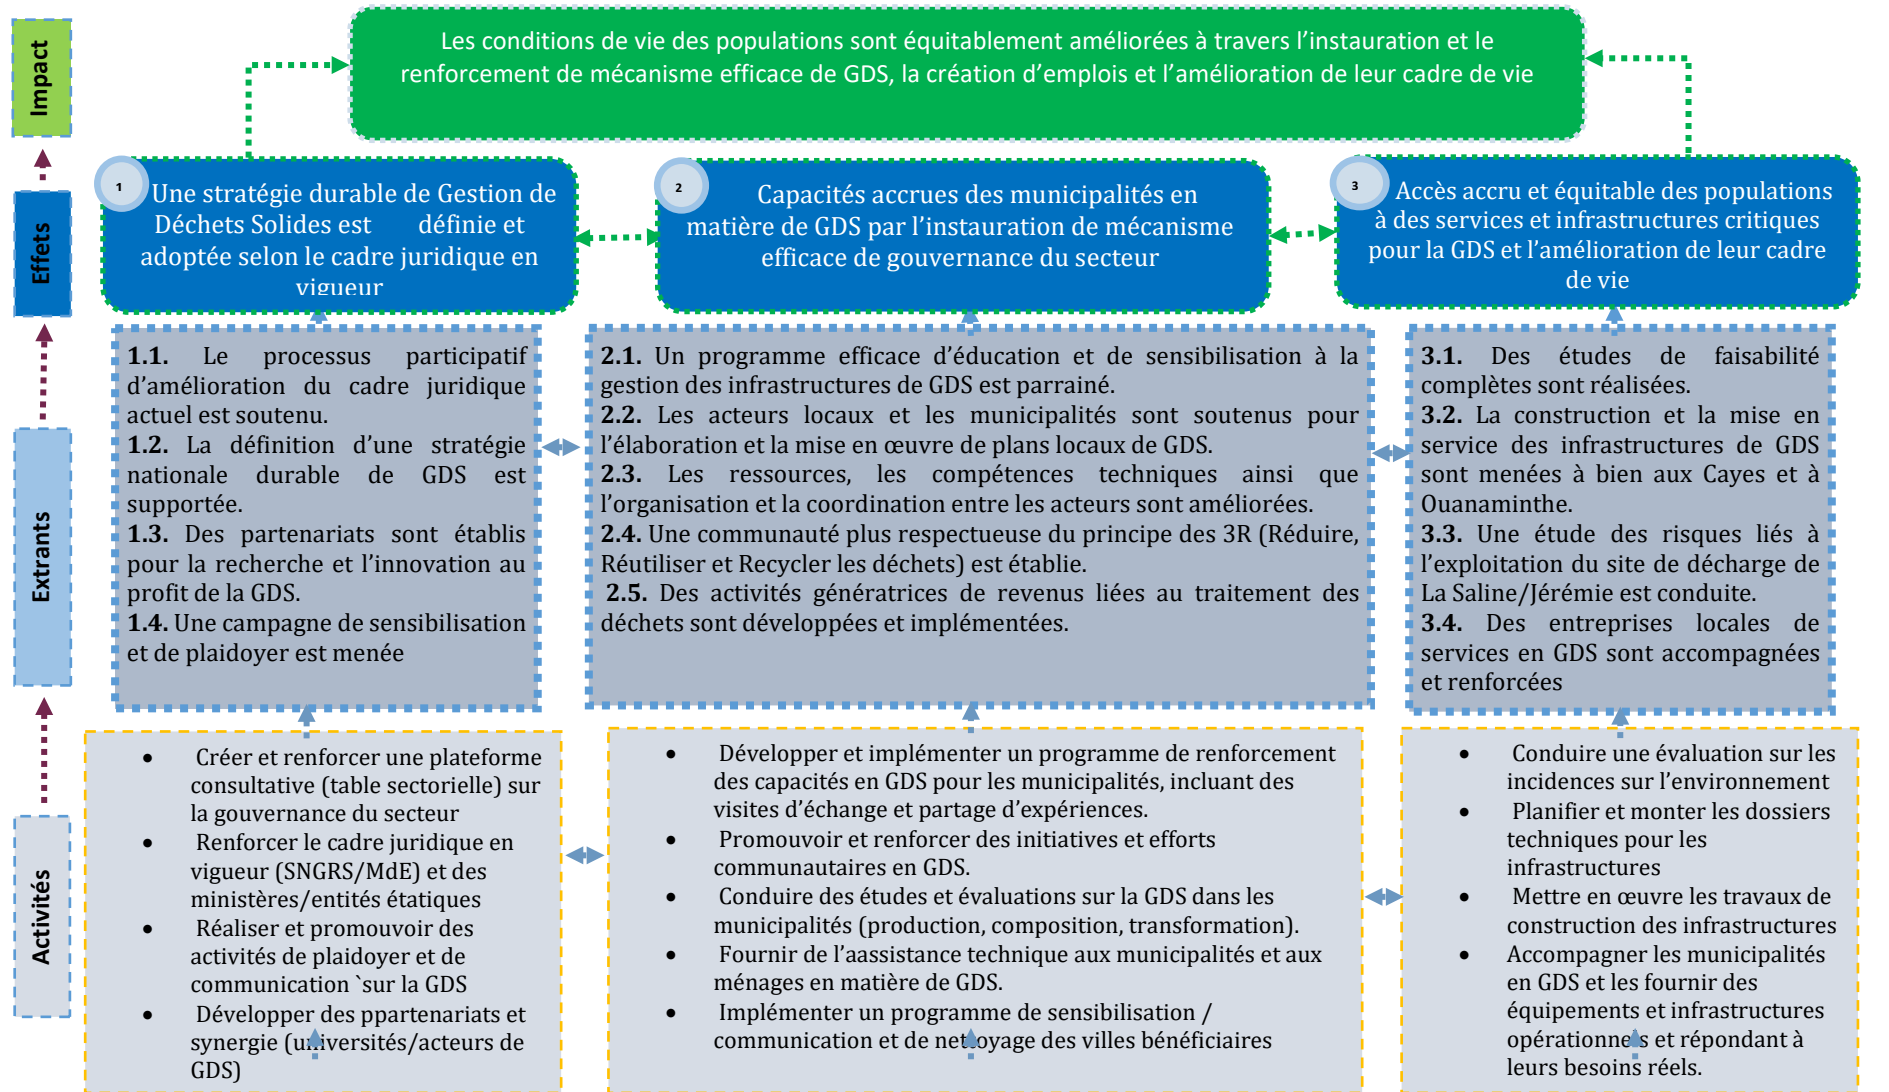 Impact
Les conditions de vie des populations sont équitablement améliorées à travers l’instauration et le
renforcement de mécanisme efficace de GDS, la création d’emplois et l’amélioration de leur cadre de vie
Effets
1
Une stratégie durable de Gestion de
Déchets Solides est définie et
adoptée selon le cadre juridique en
vigueur
2
Capacités accrues des municipalités en
matière de GDS par l’instauration de mécanisme
efficace de gouvernance du secteur
3
Accès accru et équitable des populations
à des services et infrastructures critiques
pour la GDS et l’amélioration de leur cadre
de vie
Extrants
1.1. Le processus participatif
d’amélioration du cadre juridique
actuel est soutenu.
1.2. La définition d’une stratégie
nationale durable de GDS est
supportée.
1.3. Des partenariats sont établis
pour la recherche et l’innovation au
profit de la GDS.
1.4. Une campagne de sensibilisation
et de plaidoyer est menée
2.1. Un programme efficace d’éducation et de sensibilisation à la
gestion des infrastructures de GDS est parrainé.
2.2. Les acteurs locaux et les municipalités sont soutenus pour
l’élaboration et la mise en œuvre de plans locaux de GDS.
2.3. Les ressources, les compétences techniques ainsi que
l’organisation et la coordination entre les acteurs sont améliorées.
2.4. Une communauté plus respectueuse du principe des 3R (Réduire,
Réutiliser et Recycler les déchets) est établie.
2.5. Des activités génératrices de revenus liées au traitement des
déchets sont développées et implémentées.
3.1. Des études de faisabilité
complètes sont réalisées.
3.2. La construction et la mise en
service des infrastructures de GDS
sont menées à bien aux Cayes et à
Ouanaminthe.
3.3. Une étude des risques liés à
l’exploitation du site de décharge de
La Saline/Jérémie est conduite.
3.4. Des entreprises locales de
services en GDS sont accompagnées
et renforcées
Activités
• Créer et renforcer une plateforme
consultative (table sectorielle) sur
la gouvernance du secteur
• Renforcer le cadre juridique en
vigueur (SNGRS/MdE) et des
ministères/entités étatiques
• Réaliser et promouvoir des
activités de plaidoyer et de
communication `sur la GDS
• Développer des ppartenariats et
synergie (universités/acteurs de
GDS)
• Développer et implémenter un programme de renforcement
des capacités en GDS pour les municipalités, incluant des
visites d’échange et partage d’expériences.
• Promouvoir et renforcer des initiatives et efforts
communautaires en GDS.
• Conduire des études et évaluations sur la GDS dans les
municipalités (production, composition, transformation).
• Fournir de l’aassistance technique aux municipalités et aux
ménages en matière de GDS.
• Implémenter un programme de sensibilisation /
communication et de nettoyage des villes bénéficiaires
• Conduire une évaluation sur les
incidences sur l’environnement
• Planifier et monter les dossiers
techniques pour les
infrastructures
• Mettre en œuvre les travaux de
construction des infrastructures
• Accompagner les municipalités
en GDS et les fournir des
équipements et infrastructures
opérationnels et répondant à
leurs besoins réels.